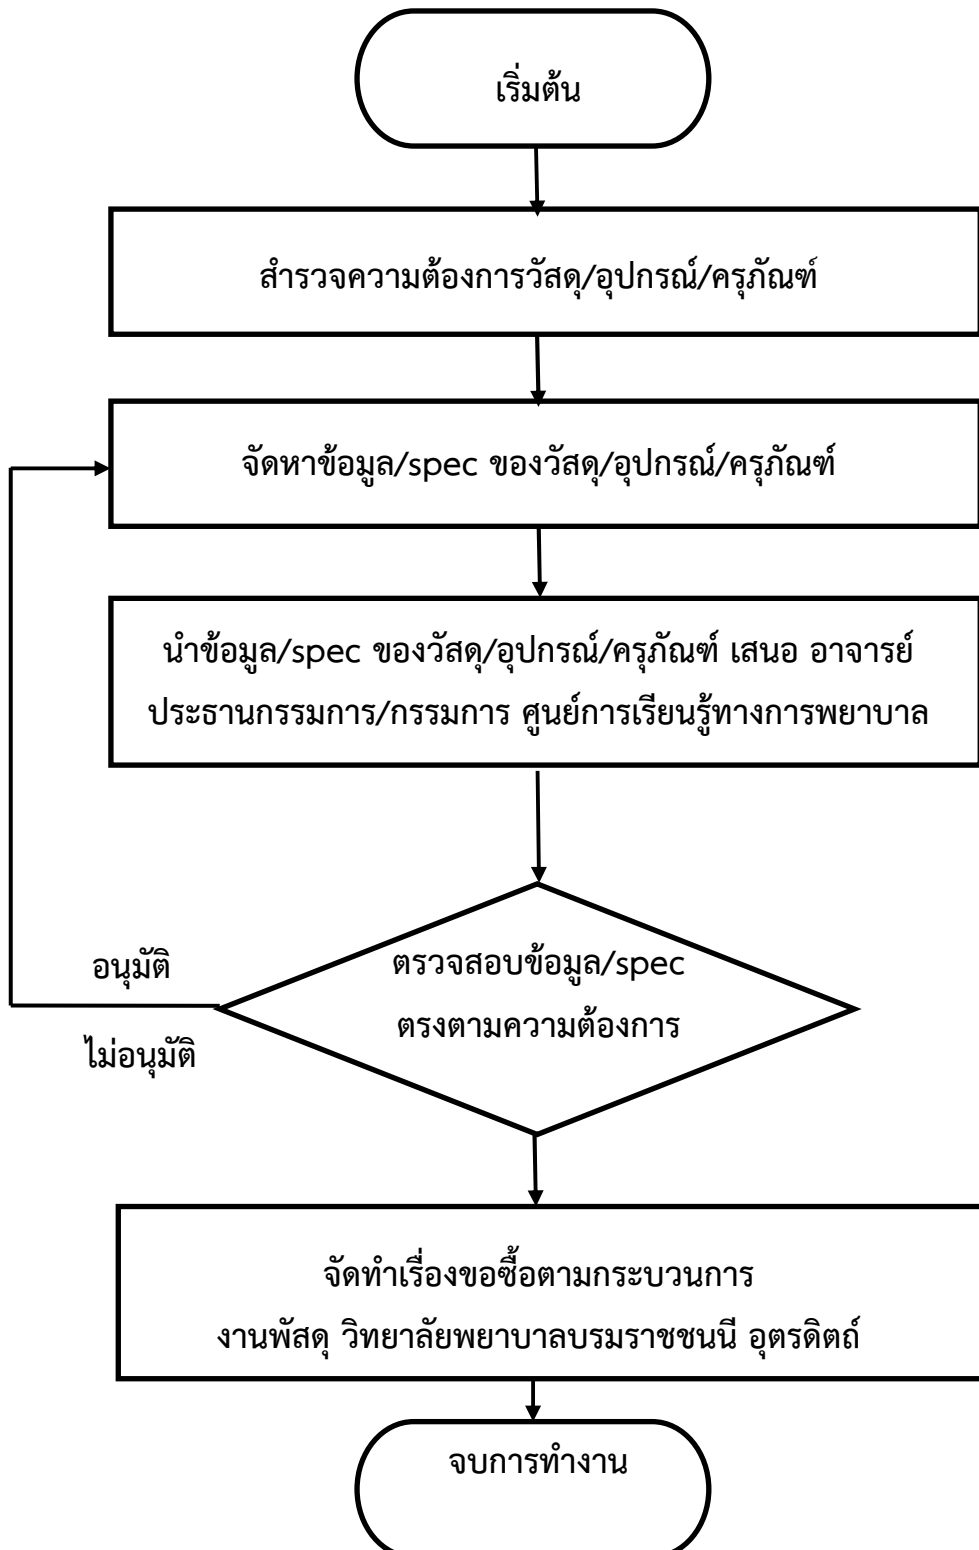 เริ่มต้น
สำรวจความต้องการวัสดุ/อุปกรณ์/ครุภัณฑ์
จัดหาข้อมูล/spec ของวัสดุ/อุปกรณ์/ครุภัณฑ์
นำข้อมูล/spec ของวัสดุ/อุปกรณ์/ครุภัณฑ์ เสนอ อาจารย์
ประธานกรรมการ/กรรมการ ศูนย์การเรียนรู้ทางการพยาบาล
อนุมัติ
ไม่อนุมัติ
ตรวจสอบข้อมูล/spec
ตรงตามความต้องการ
จัดทำเรื่องขอซื้อตามกระบวนการ
งานพัสดุ วิทยาลัยพยาบาลบรมราชชนนี อุตรดิตถ์
จบการทำงาน